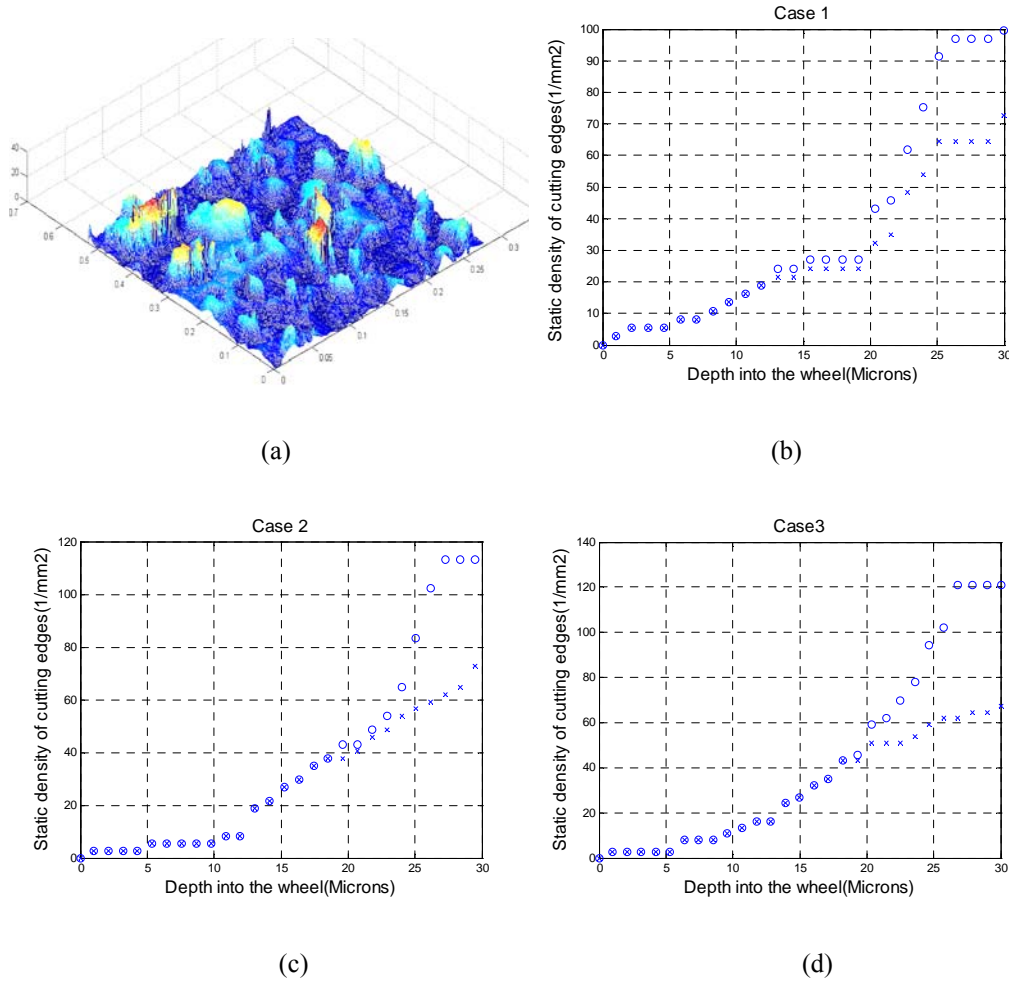 40
20
0
0.7
0.6
0.5
0.4
0.3
0.2
0.1
0
0
0.05
0.1
0.15
0.2
0.25
0.3
(a)
Case 1
Static density of cutting edges(1/mm2)
100
90
80
70
60
50
40
30
20
10
0
0 5 10 15 20 25 30
Depth into the wheel(Microns)
(b)
Case 2
Static density of cutting edges(1/mm2)
120
100
80
60
40
20
0
0 5 10 15 20 25 30
Depth into the wheel(Microns)
(c)
Case3
Static density of cutting edges(1/mm2)
140
120
100
80
60
40
20
0
0 5 10 15 20 25 30
Depth into the wheel(Microns)
(d)